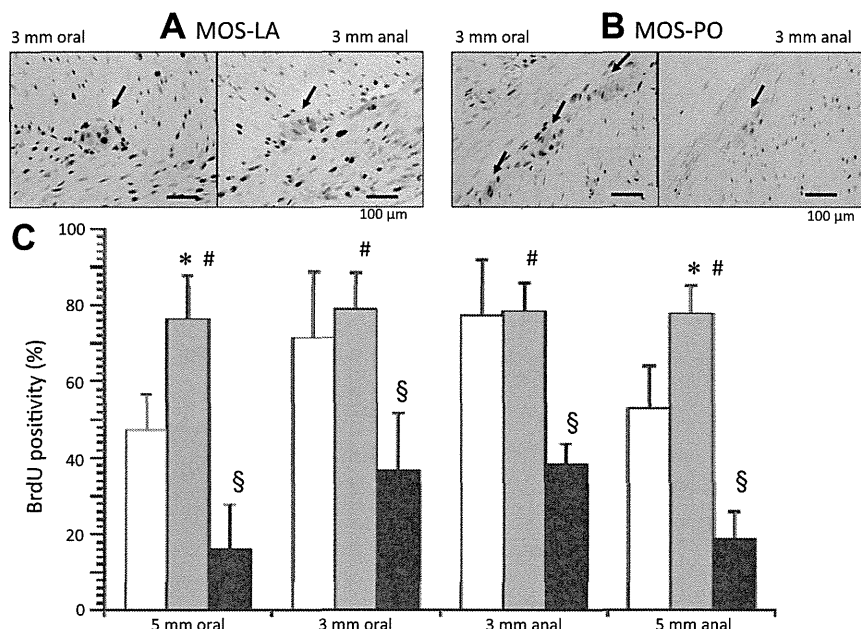 A MOS-LA
3 mm oral
3 mm anal
B MOS-PO
3 mm oral
3 mm anal
100 µm
100 µm
C
100
80
60
40
20
0
BrdU positivity (%)
* #
§
#
§
#
§
* #
§
5 mm oral
3 mm oral
3 mm anal
5 mm anal